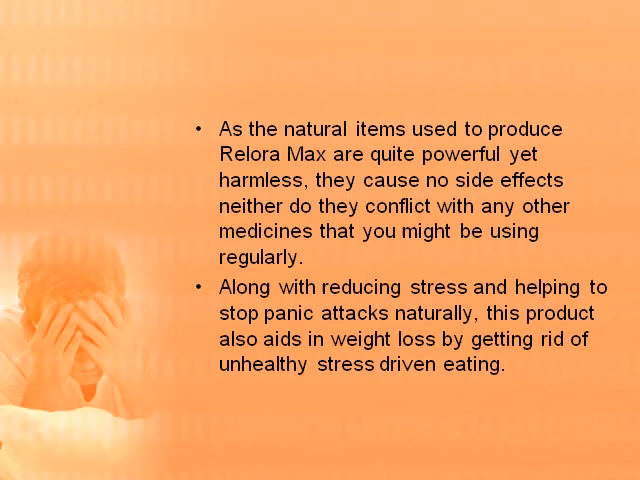 • As the natural items used to produce
Relora Max are quite powerful yet
harmless, they cause no side effects
neither do they conflict with any other
medicines that you might be using
regularly.
• Along with reducing stress and helping to
stop panic attacks naturally, this product
also aids in weight loss by getting rid of
unhealthy stress driven eating.